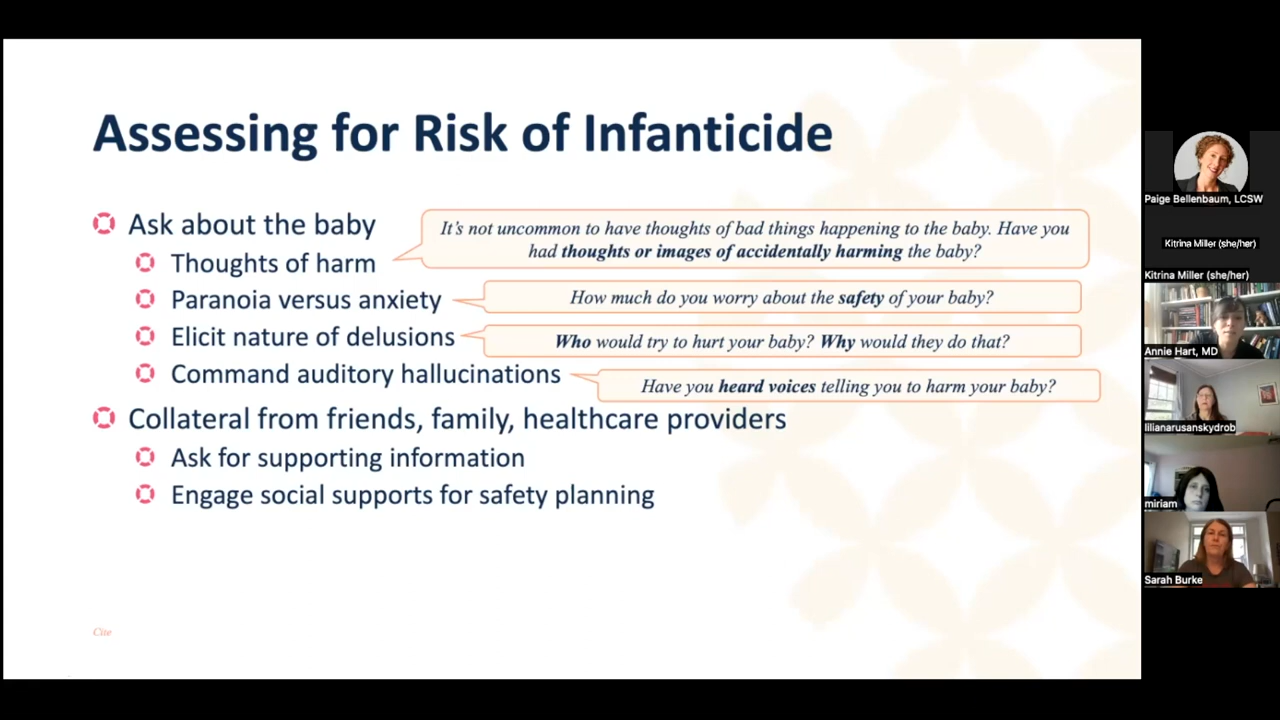 Assessing for Risk of Infanticide
Ask about the baby
It's not uncommon to have thoughts of bad things happening to the baby. Have you
had thoughts or images of accidentally harming the baby?
Thoughts of harm
Paranoia versus anxiety
How much do you worry about the safety of your baby?
Elicit nature of delusions
Who would try to hurt your baby? Why would they do that?
Command auditory hallucinations
Have you heard voices telling you to harm your baby?
Collateral from friends, family, healthcare providers
Ask for supporting information
Engage social supports for safety planning
Cite
Paige Bellenbaum, LCSW
Kitrina Miller (she/her)
Kitrina Miller (she/her)
Annie Hart, MD
lilianarusanskydrob
miriam
Sarah Burke